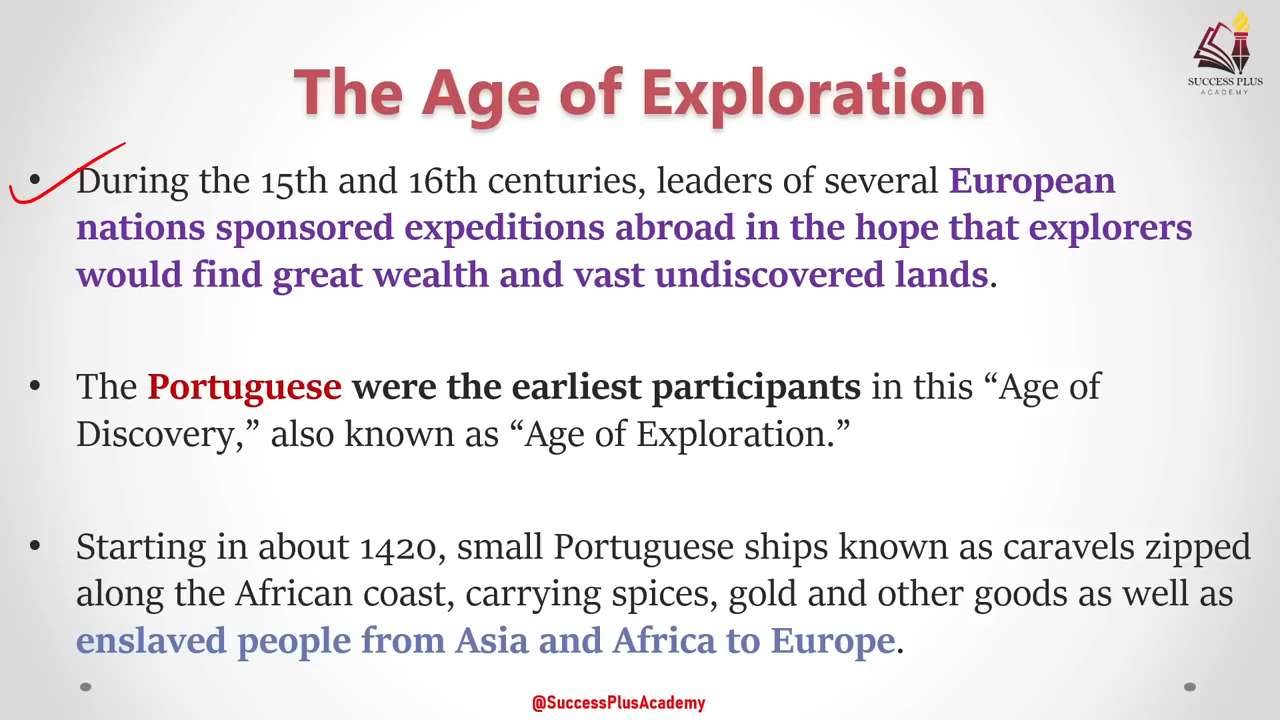 SUCCESS PLUS
ACADEMY
The Age of Exploration
• During the 15th and 16th centuries, leaders of several European
nations sponsored expeditions abroad in the hope that explorers
would find great wealth and vast undiscovered lands.
• The Portuguese were the earliest participants in this “Age of
Discovery,” also known as “Age of Exploration.”
• Starting in about 1420, small Portuguese ships known as caravels zipped
along the African coast, carrying spices, gold and other goods as well as
enslaved people from Asia and Africa to Europe.
@SuccessPlusAcademy